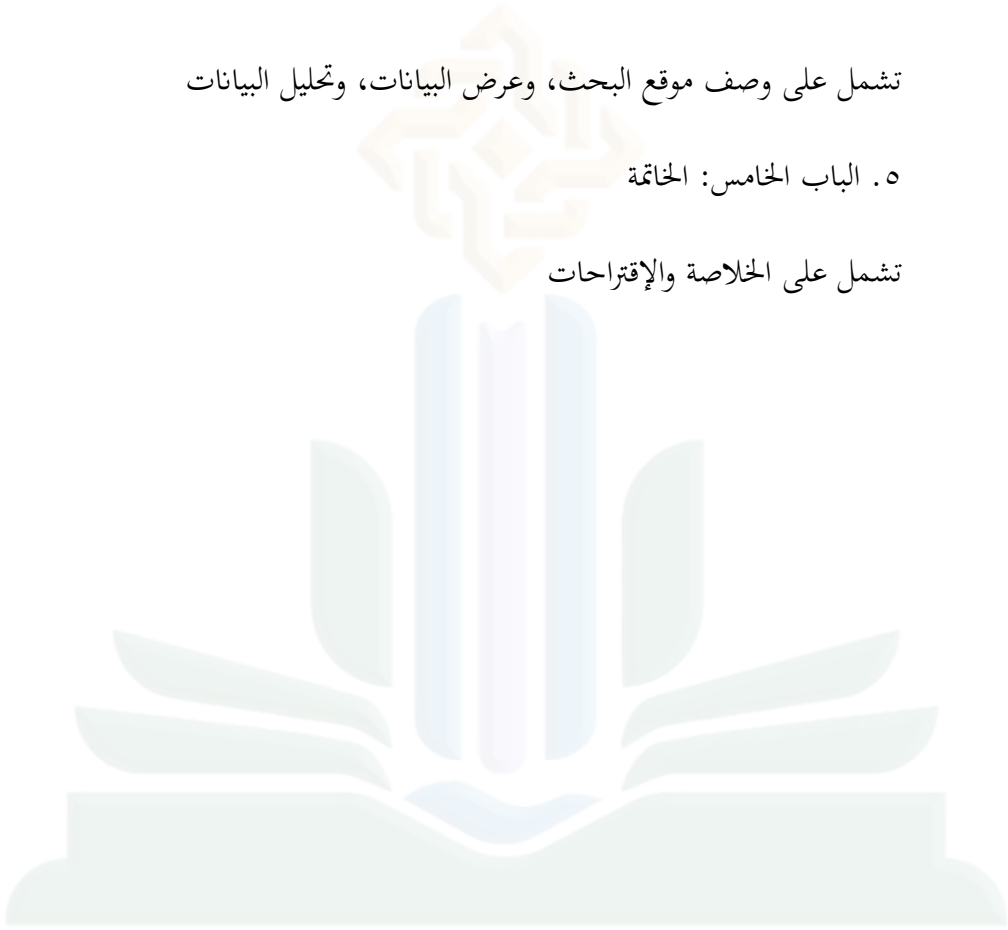 تشمل على وصف موقع البحث، وعرض البيانات، وتحليل البيانات
٥. الباب الخامس: الخاتمة
تشمل على الخلاصة والإقتراحات